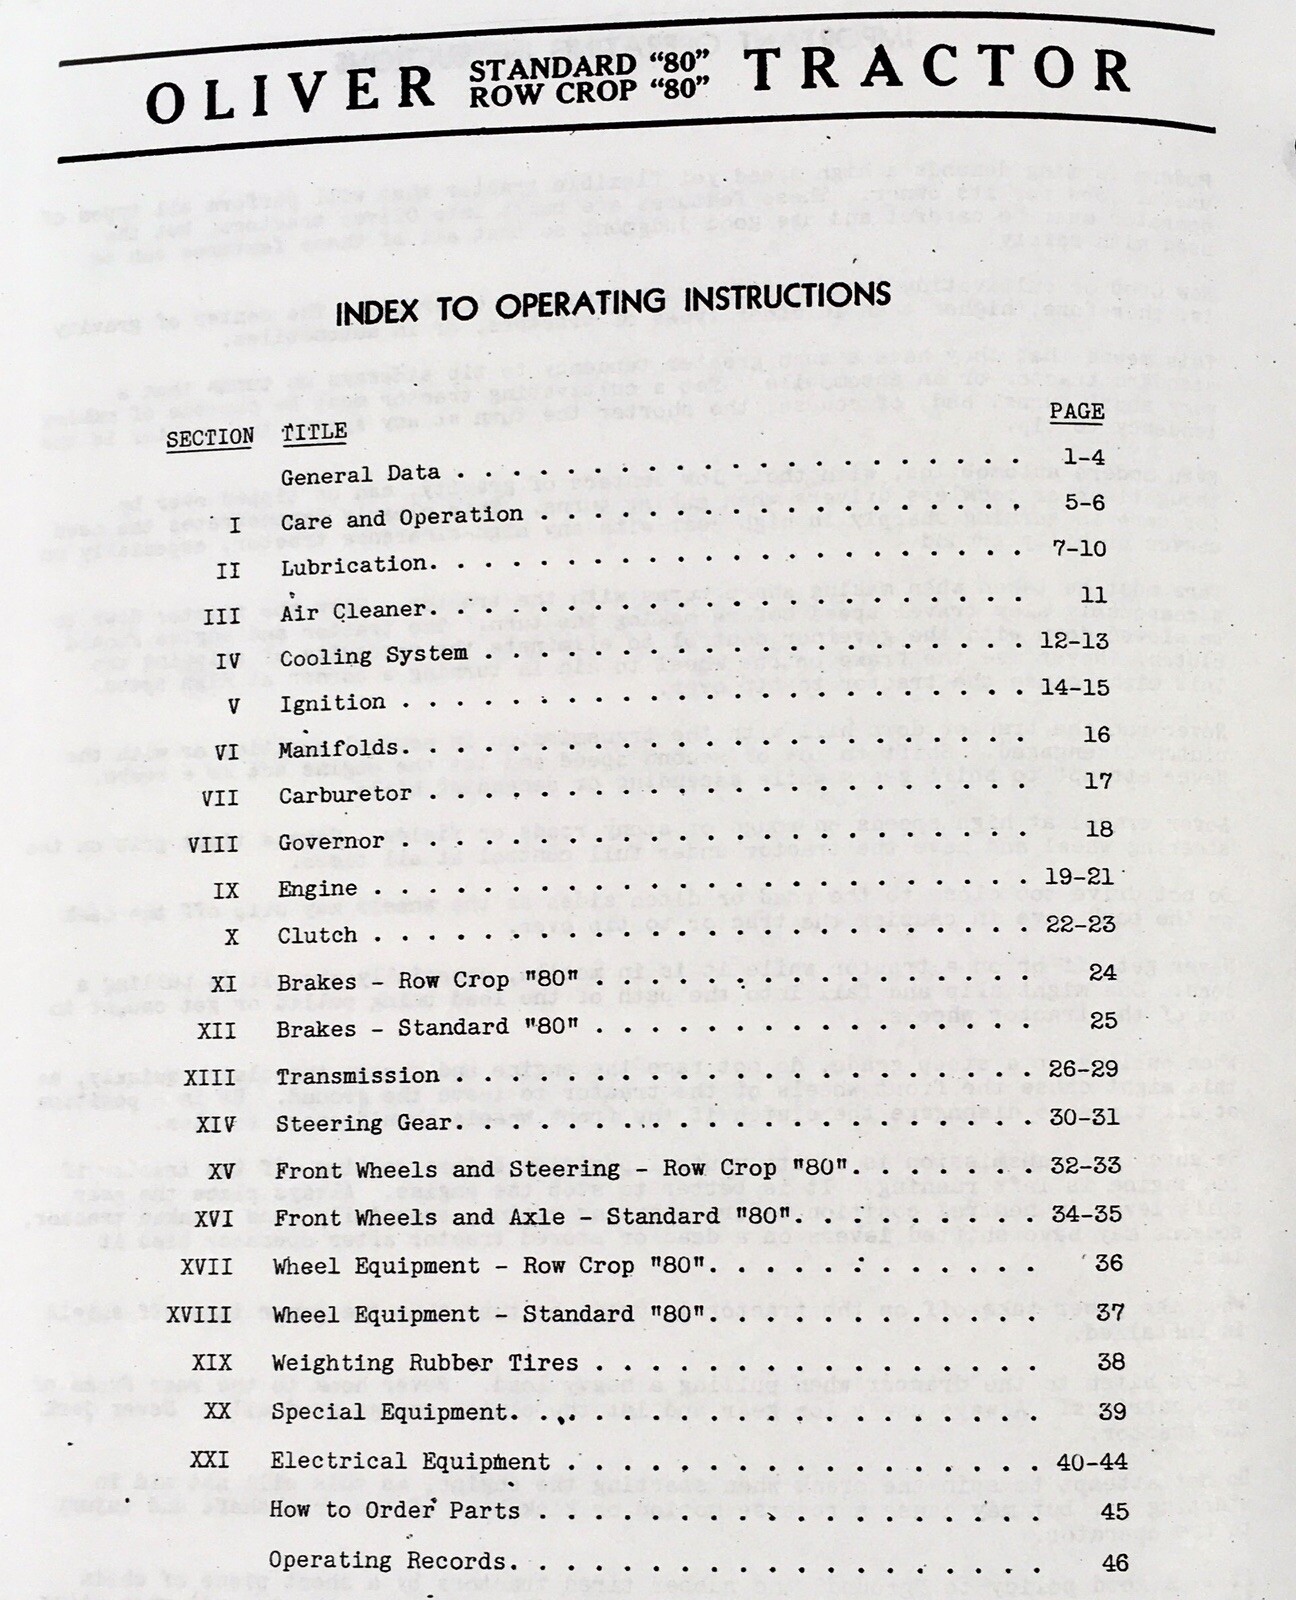 OLIVER STANDARD "80" ROW CROP "80" TRACTOR
INDEX TO OPERATING INSTRUCTIONS
SECTION TITLE PAGE
General Data . . . . . . . . . . . . . . . . . . . . . 1-4
I Care and Operation . . . . . . . . . . . . . . . . . . 5-6
II Lubrication. . . . . . . . . . . . . . . . . . . . . . 7-10
III Air Cleaner. . . . . . . . . . . . . . . . . . . . . . 11
IV Cooling System . . . . . . . . . . . . . . . . . . . . 12-13
V Ignition . . . . . . . . . . . . . . . . . . . . . . . 14-15
VI Manifolds. . . . . . . . . . . . . . . . . . . . . . . 16
VII Carburetor . . . . . . . . . . . . . . . . . . . . . . 17
VIII Governor . . . . . . . . . . . . . . . . . . . . . . . 18
IX Engine . . . . . . . . . . . . . . . . . . . . . . . . 19-21
X Clutch . . . . . . . . . . . . . . . . . . . . . . . . 22-23
XI Brakes - Row Crop "80" . . . . . . . . . . . . . . . . 24
XII Brakes - Standard "80" . . . . . . . . . . . . . . . . 25
XIII Transmission . . . . . . . . . . . . . . . . . . . . . 26-29
XIV Steering Gear. . . . . . . . . . . . . . . . . . . . . 30-31
XV Front Wheels and Steering - Row Crop "80". . . . . . . 32-33
XVI Front Wheels and Axle - Standard "80". . . . . . . . . 34-35
XVII Wheel Equipment - Row Crop "80". . . . . . . . . . . . 36
XVIII Wheel Equipment - Standard "80". . . . . . . . . . . . 37
XIX Weighting Rubber Tires . . . . . . . . . . . . . . . . 38
XX Special Equipment. . . . . . . . . . . . . . . . . . . 39
XXI Electrical Equipment . . . . . . . . . . . . . . . . . 40-44
How to Order Parts . . . . . . . . . . . . . . . . . . 45
Operating Records. . . . . . . . . . . . . . . . . . . 46